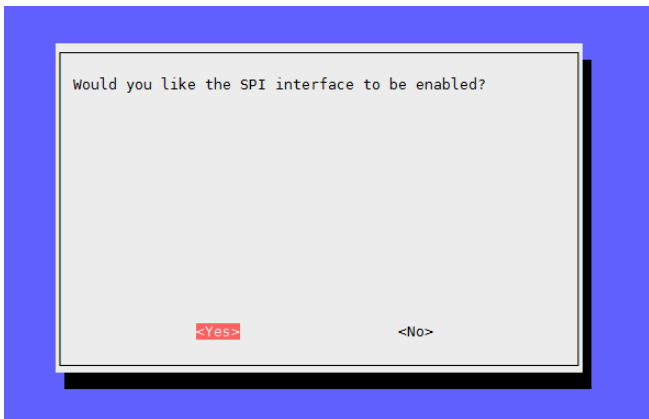 Would you like the SPI interface to be enabled?
<Yes> <No>